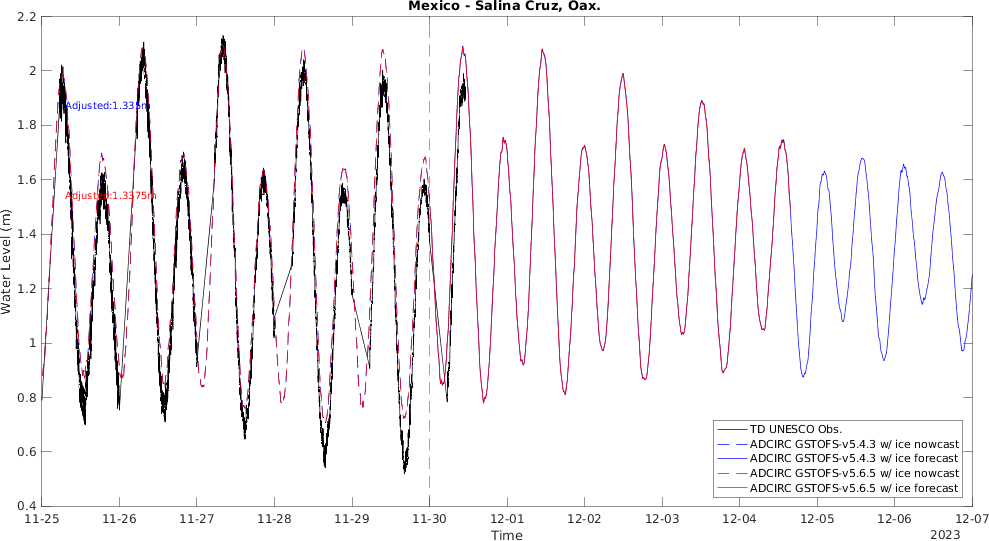 Mexico - Salina Cruz, Oax.
2.2
2
1.8
1.6
1.4
1.2
1
0.8
0.6
0.4
Water Level (m)
Adjusted:1.335m
Adjusted:1.3375m
TD UNESCO Obs.
ADCIRC GSTOFS-v5.4.3 w/ ice nowcast
ADCIRC GSTOFS-v5.4.3 w/ ice forecast
ADCIRC GSTOFS-v5.6.5 w/ ice nowcast
ADCIRC GSTOFS-v5.6.5 w/ ice forecast
11-25 11-26 11-27 11-28 11-29 11-30 12-01 12-02 12-03 12-04 12-05 12-06 12-07
Time
2023